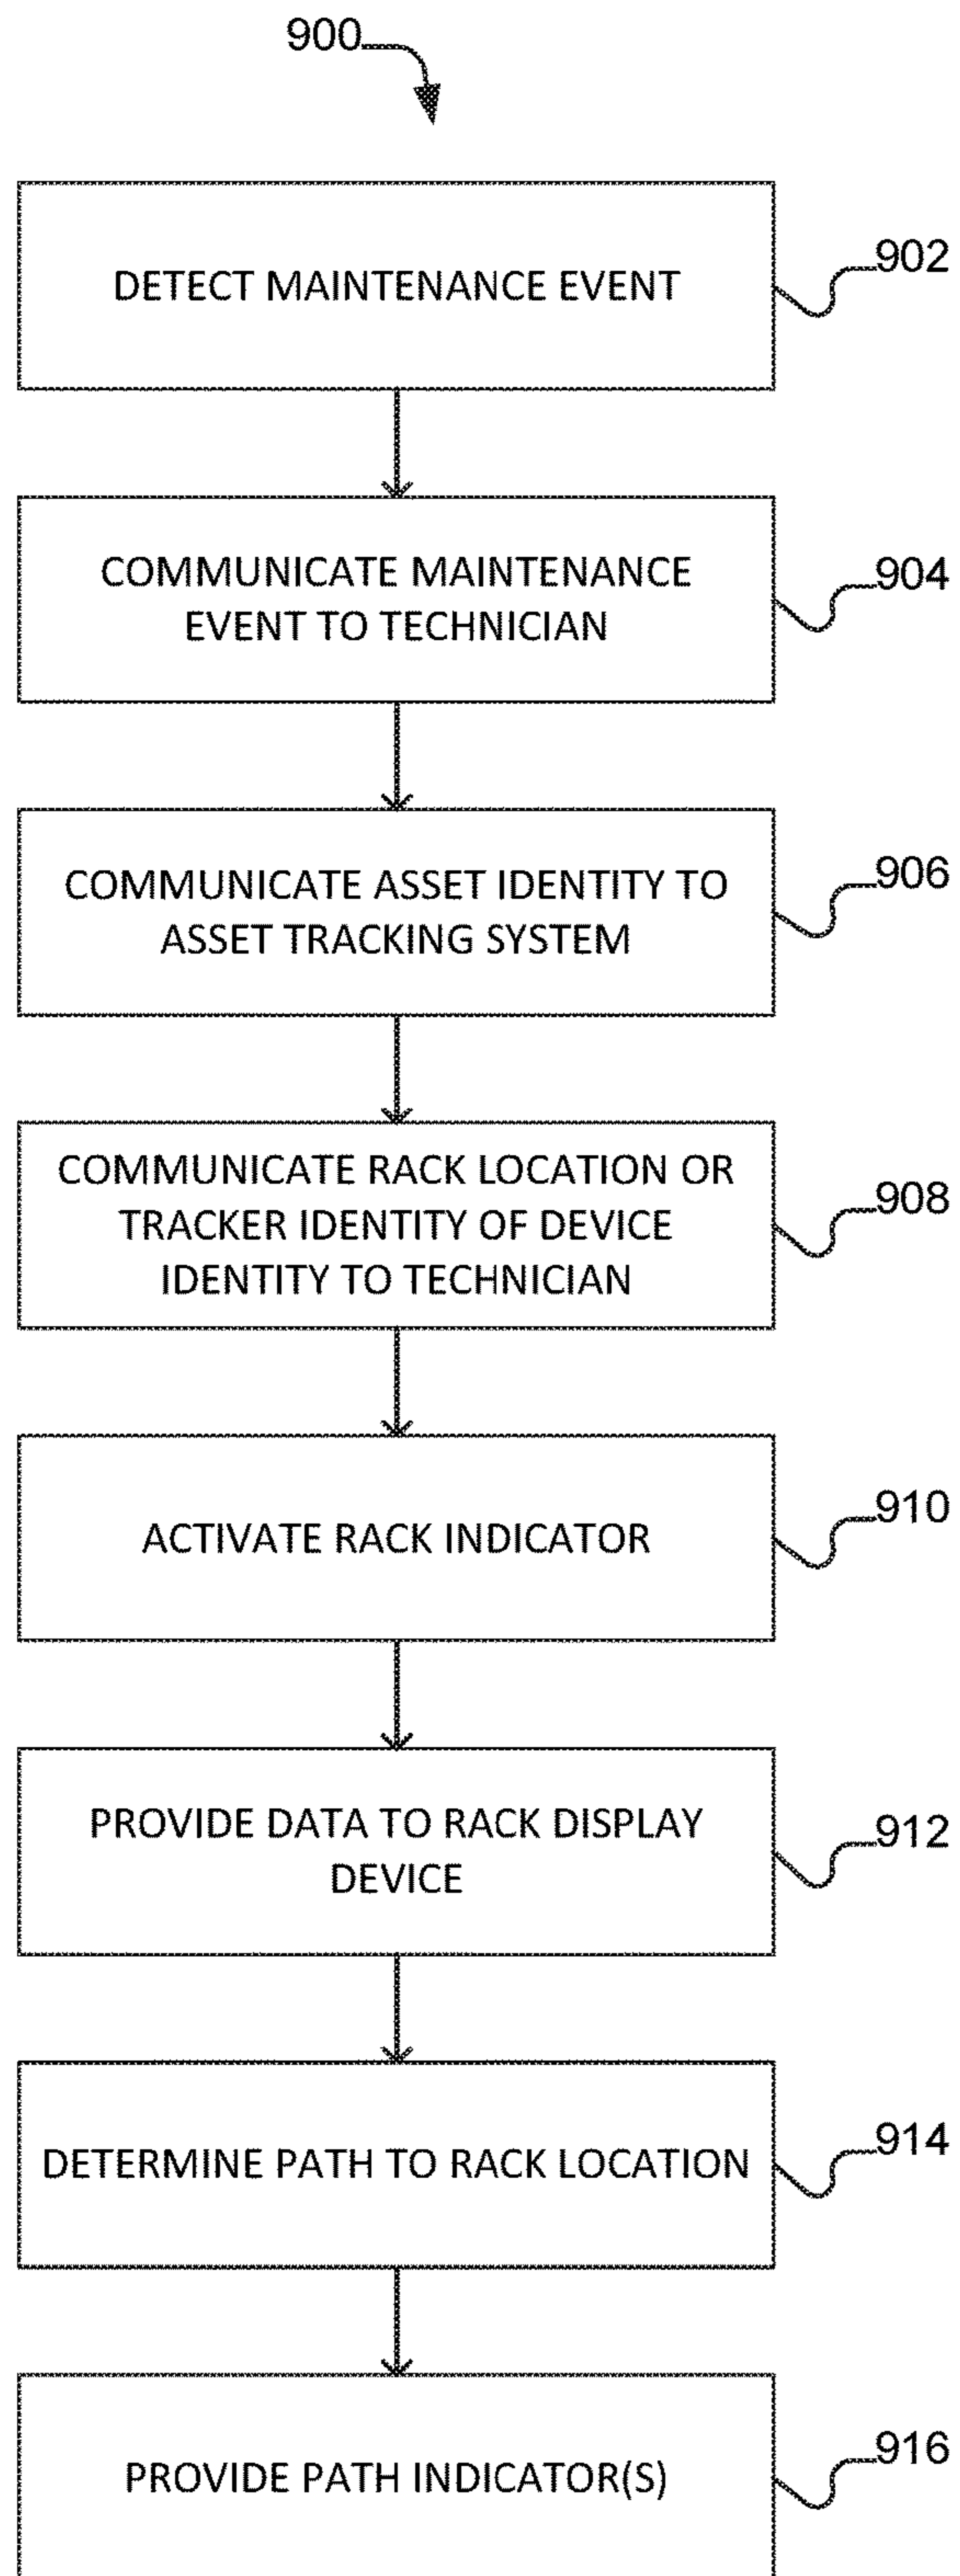 900
DETECT MAINTENANCE EVENT
902
COMMUNICATE MAINTENANCE
EVENT TO TECHNICIAN
904
COMMUNICATE ASSET IDENTITY TO
ASSET TRACKING SYSTEM
906
COMMUNICATE RACK LOCATION OR
TRACKER IDENTITY OF DEVICE
IDENTITY TO TECHNICIAN
908
ACTIVATE RACK INDICATOR
910
PROVIDE DATA TO RACK DISPLAY
DEVICE
912
DETERMINE PATH TO RACK LOCATION
914
PROVIDE PATH INDICATOR(S)
916